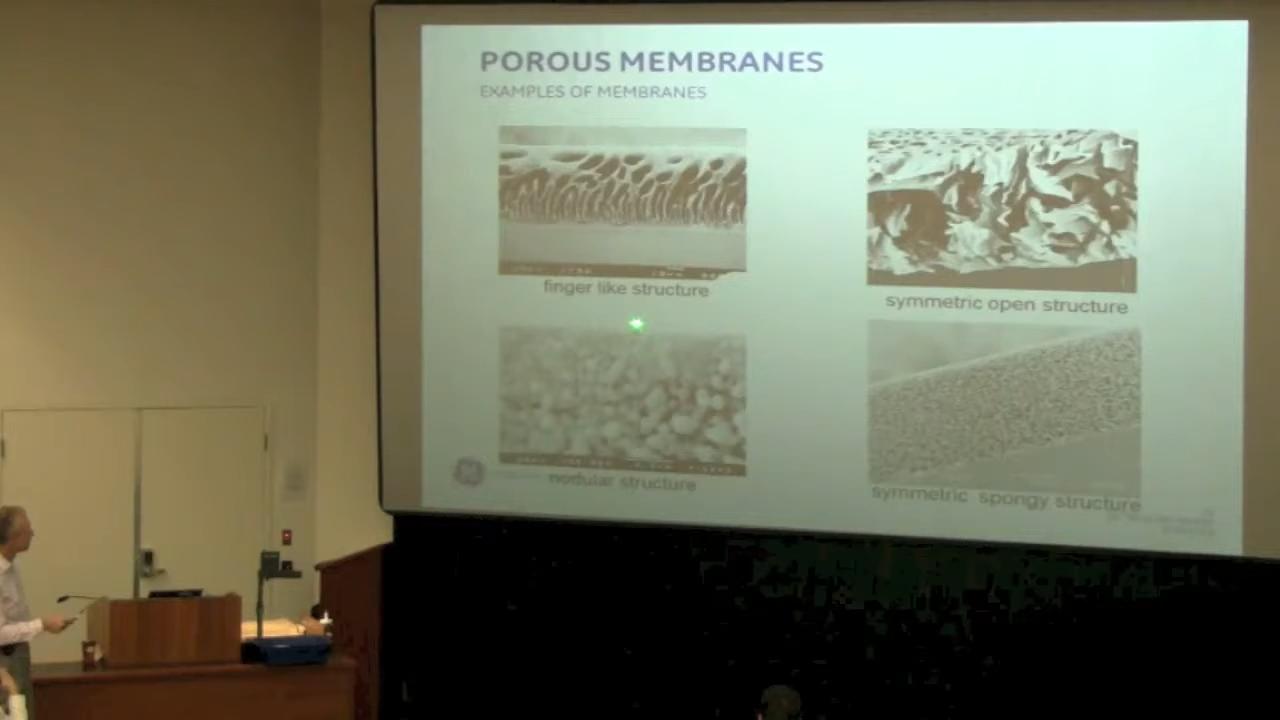 POROUS MEMBRANES
EXAMPLES OF MEMBRANES
finger like structure
symmetric open structure
nodular structure
symmetric spongy structure